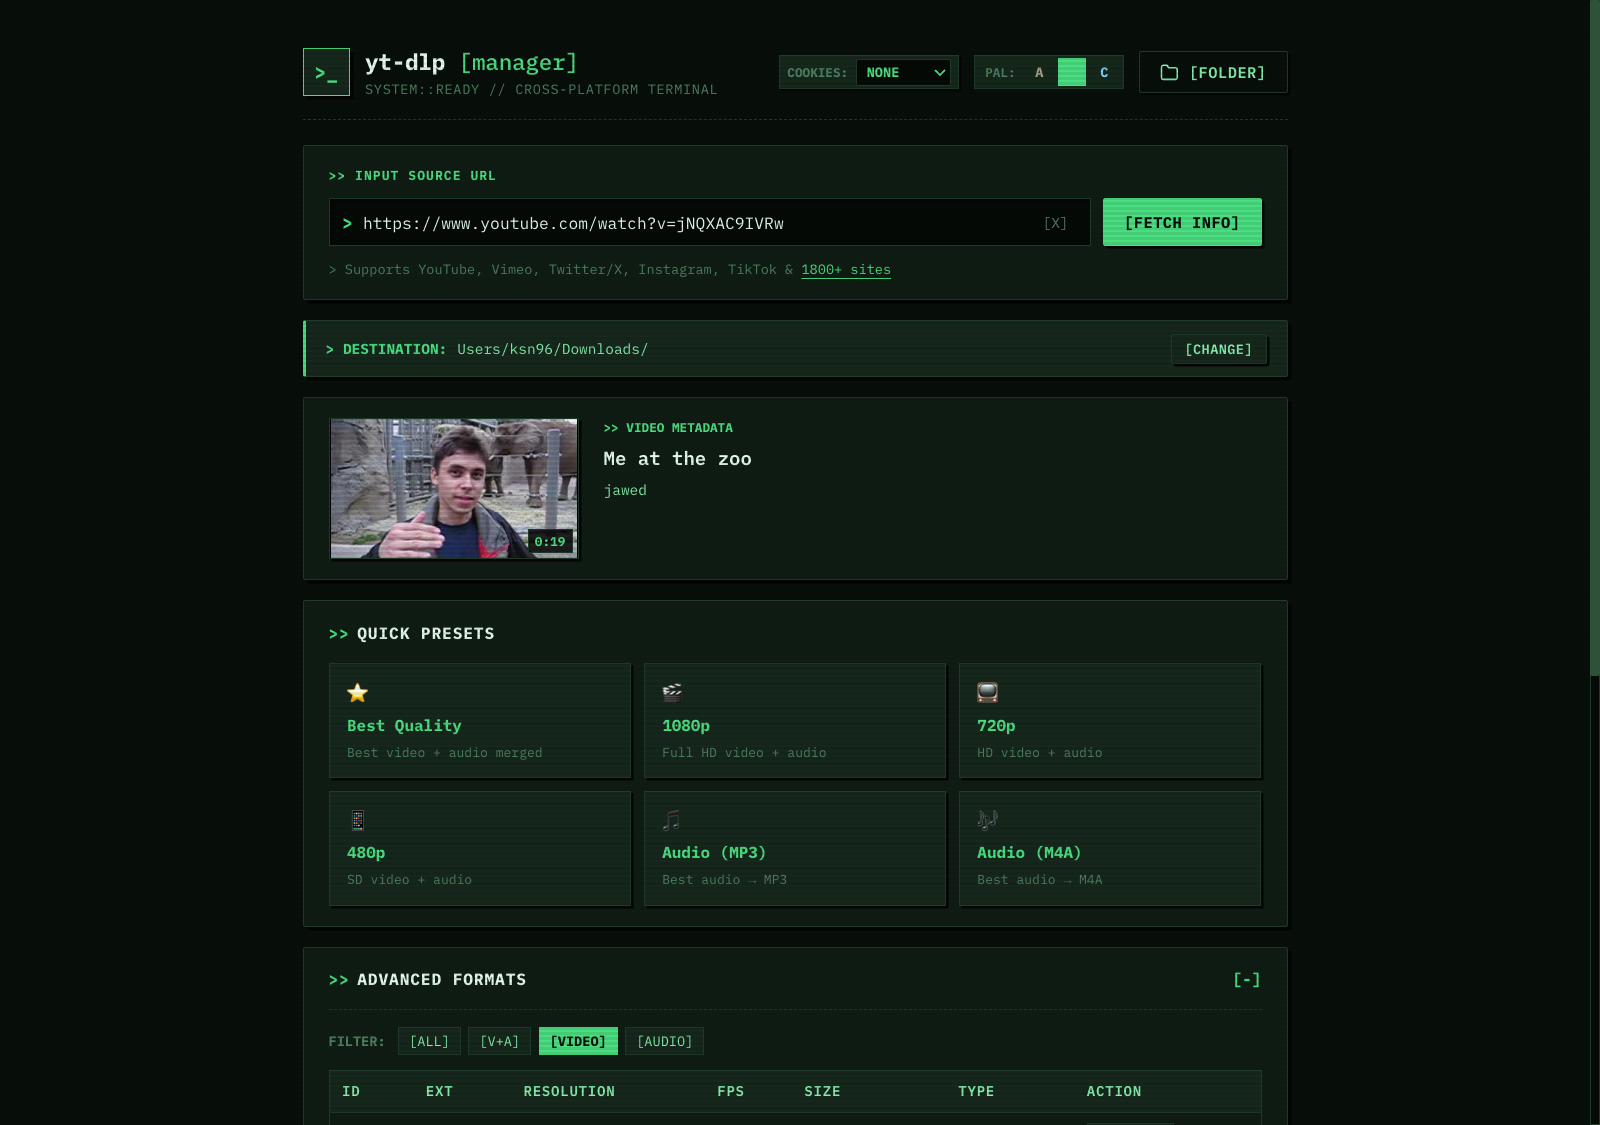 >_
yt-dlp [manager]
SYSTEM::READY // CROSS-PLATFORM TERMINAL
COOKIES: NONE
PAL: A C
[FOLDER]
>> INPUT SOURCE URL
> https://www.youtube.com/watch?v=jNQXAC9IVRw [X]
[FETCH INFO]
> Supports YouTube, Vimeo, Twitter/X, Instagram, TikTok & 1800+ sites
> DESTINATION: Users/ksn96/Downloads/
[CHANGE]
0:19
>> VIDEO METADATA
Me at the zoo
jawed
>> QUICK PRESETS
Best Quality
Best video + audio merged
1080p
Full HD video + audio
720p
HD video + audio
480p
SD video + audio
Audio (MP3)
Best audio → MP3
Audio (M4A)
Best audio → M4A
>> ADVANCED FORMATS [-]
FILTER: [ALL] [V+A] [VIDEO] [AUDIO]
ID EXT RESOLUTION FPS SIZE TYPE ACTION